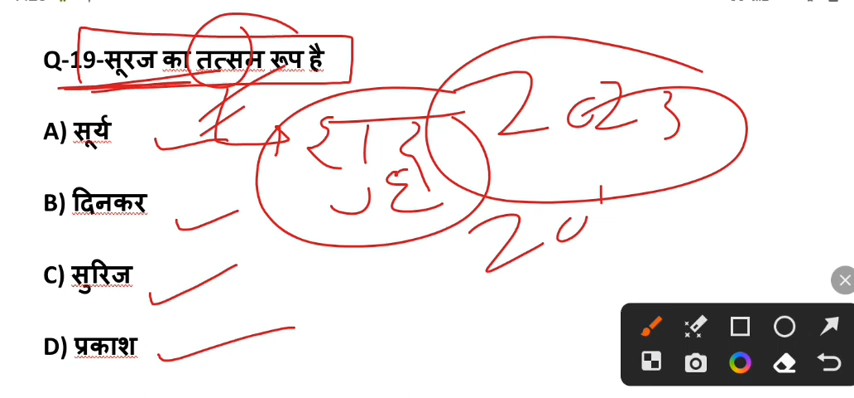 Q-19-सूरज का तत्सम रूप है
A) सूर्य
शुद्ध
2023
B) दिनकर
20
C) सुरिज
D) प्रकाश